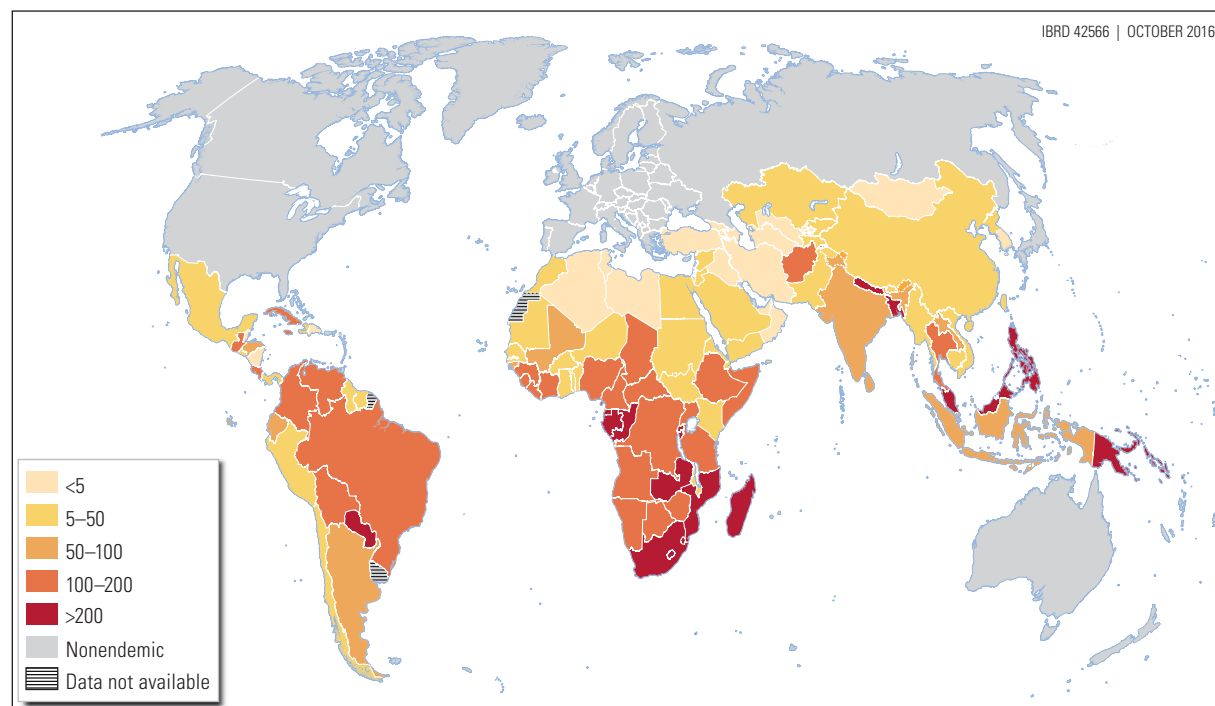 IBRD 42566 | OCTOBER 2016
<5
5–50
50–100
100–200
>200
Nonendemic
Data not available